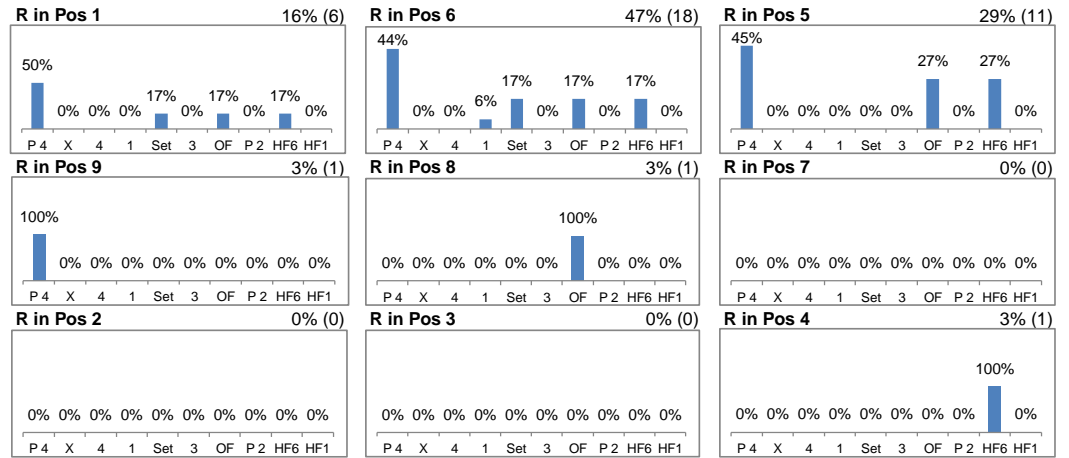 R in Pos 1 16% (6)
50% 0% 0% 0% 17% 0% 17% 0% 17% 0%
P 4 X 4 1 Set 3 OF P 2 HF6 HF1
R in Pos 6 47% (18)
44% 0% 0% 6% 17% 0% 17% 0% 17% 0%
P 4 X 4 1 Set 3 OF P 2 HF6 HF1
R in Pos 5 29% (11)
45% 0% 0% 0% 0% 0% 27% 0% 27% 0%
P 4 X 4 1 Set 3 OF P 2 HF6 HF1
R in Pos 9 3% (1)
100% 0% 0% 0% 0% 0% 0% 0% 0% 0%
P 4 X 4 1 Set 3 OF P 2 HF6 HF1
R in Pos 8 3% (1)
0% 0% 0% 0% 0% 0% 100% 0% 0% 0%
P 4 X 4 1 Set 3 OF P 2 HF6 HF1
R in Pos 7 0% (0)
0% 0% 0% 0% 0% 0% 0% 0% 0% 0%
P 4 X 4 1 Set 3 OF P 2 HF6 HF1
R in Pos 2 0% (0)
0% 0% 0% 0% 0% 0% 0% 0% 0% 0%
P 4 X 4 1 Set 3 OF P 2 HF6 HF1
R in Pos 3 0% (0)
0% 0% 0% 0% 0% 0% 0% 0% 0% 0%
P 4 X 4 1 Set 3 OF P 2 HF6 HF1
R in Pos 4 3% (1)
0% 0% 0% 0% 0% 0% 0% 0% 100% 0%
P 4 X 4 1 Set 3 OF P 2 HF6 HF1